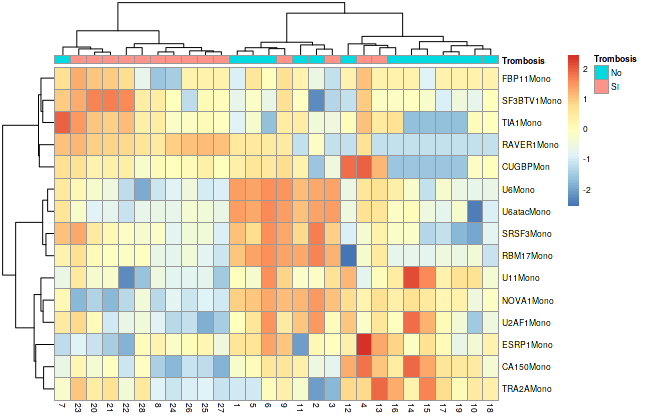 Trombosis
FBP11Mono
SF3BTV1Mono
TIA1Mono
RAVER1Mono
CUGBPMon
U6Mono
U6atacMono
SRSF3Mono
RBM17Mono
U11Mono
NOVA1Mono
U2AF1Mono
ESRP1Mono
CA150Mono
TRA2AMono
7 23 20 21 22 28 8 24 26 25 27 1 5 6 9 11 2 3 12 4 13 16 14 15 17 19 10 18
2
1
0
-1
-2
Trombosis
No
SI